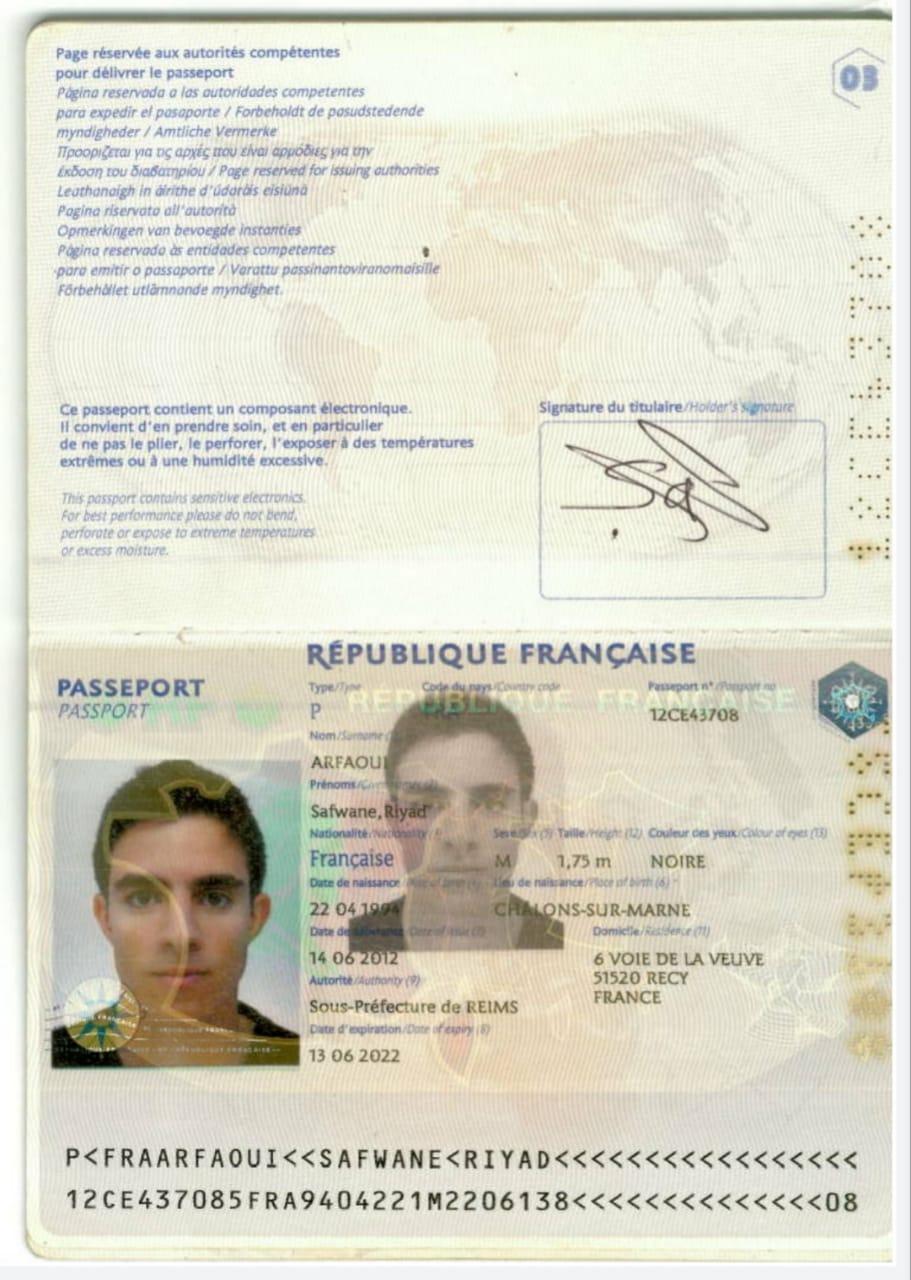 Page réservée aux autorités compétentes
pour délivrer le passeport
Página reservada a las autoridades competentes
para expedir el pasaporte / Forbeholdt de pasudstedende
myndigheder / Amtliche Vermerke
Προορίζεται για τις αρχές που είναι αρμόδιες για την
έκδοση του διαβατηρίου / Page reserved for issuing authorities
Leathanaigh in áirithe d'údaráis eisiúna
Pagina riservata all'autorità
Opmerkingen van bevoegde instanties
Página reservada às entidades competentes
para emitir o passaporte / Varattu passinantoviranomaisille
Förbehållet utlämnande myndighet.
03
Ce passeport contient un composant électronique.
Il convient d'en prendre soin, et en particulier
de ne pas le plier, le perforer, l'exposer à des températures
extrêmes ou à une humidité excessive.
This passport contains sensitive electronics.
For best performance please do not bend,
perforate or expose to extreme temperatures
or excess moisture.
Signature du titulaire/Holder's signature
RÉPUBLIQUE FRANÇAISE
PASSEPORT
PASSPORT
Type/Type Code du pays/Country code Passeport n°/Passport no
RÉPUBLIQUE FRANÇAISE
P 12CE43708
Nom/Surname
ARFAOUI
Prénoms
Safwane, Riyad
Nationalité/Nationality Sexe/Sex (5) Taille/Height (12) Couleur des yeux/Colour of eyes (13)
Française M 1,75 m NOIRE
Date de naissance Lieu de naissance/Place of birth (6)
22 04 1994 CHALONS-SUR-MARNE
Date de Date of issue (7) Domicile/Residence (11)
14 06 2012 6 VOIE DE LA VEUVE
51520 RECY
FRANCE
Autorité/Authority (9)
Sous-Préfecture de REIMS
Date d'expiration/Date of expiry (8)
13 06 2022
P<FRAARFAOUI<<SAFWANE<RIYAD<<<<<<<<<<<<<<<<<
12CE437085FRA9404221M2206138<<<<<<<<<<<<<<08